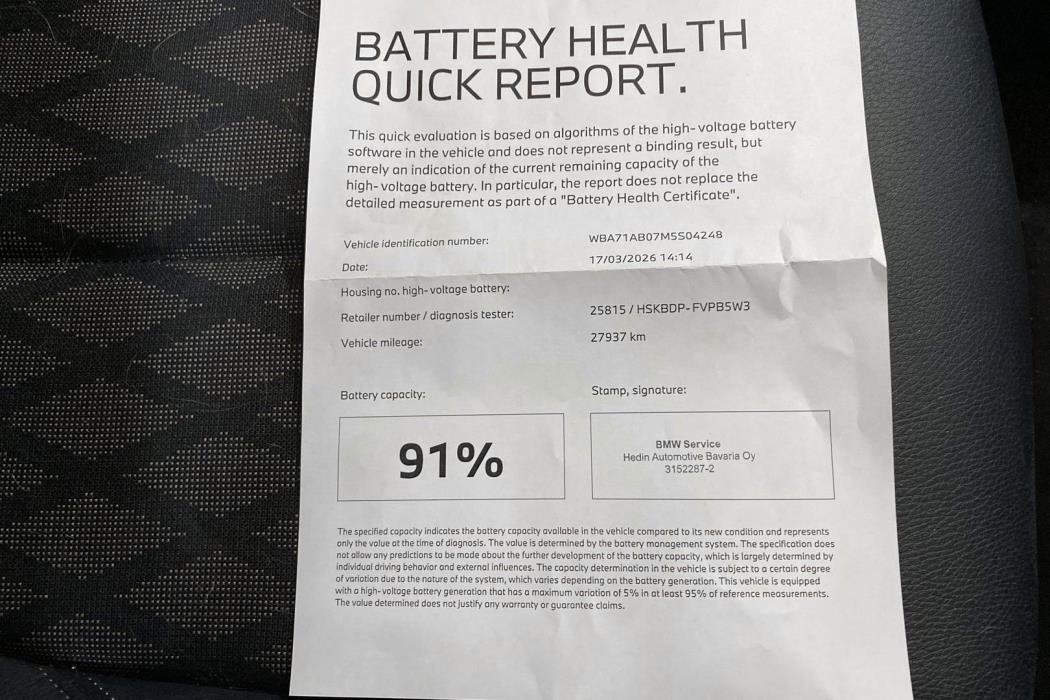 BATTERY HEALTH
QUICK REPORT.
This quick evaluation is based on algorithms of the high-voltage battery
software in the vehicle and does not represent a binding result, but
merely an indication of the current remaining capacity of the
high-voltage battery. In particular, the report does not replace the
detailed measurement as part of a "Battery Health Certificate".
Vehicle identification number: WBA71AB07M5S04248
Date: 17/03/2026 14:14
Housing no. high-voltage battery:
Retailer number / diagnosis tester: 25815 / HSKBDP-FVPB5W3
Vehicle mileage: 27937 km
Battery capacity: Stamp, signature:
91%
BMW Service
Hedin Automotive Bavaria Oy
3152287-2
The specified capacity indicates the battery capacity available in the vehicle compared to its new condition and represents
only the value at the time of diagnosis. The value is determined by the battery management system. The specification does
not allow any predictions to be made about the further development of the battery capacity, which is largely determined by
individual driving behavior and external influences. The capacity determination in the vehicle is subject to a certain degree
of variation due to the nature of the system, which varies depending on the battery generation. This vehicle is equipped
with a high-voltage battery generation that has a maximum variation of 5% in at least 95% of reference measurements.
The value determined does not justify any warranty or guarantee claims.